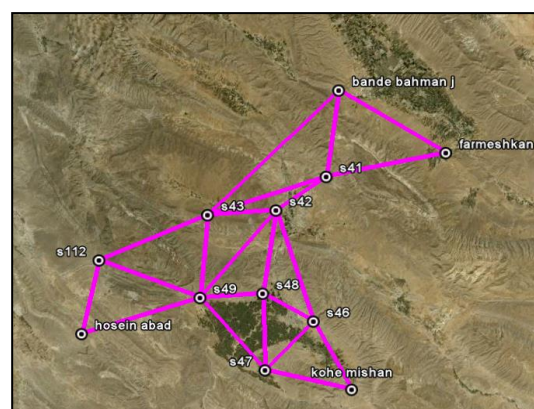 bande bahman j
farmeshkan
s41
s42
s43
s112
s48
s49
s46
hosein abad
s47
kohe mishan